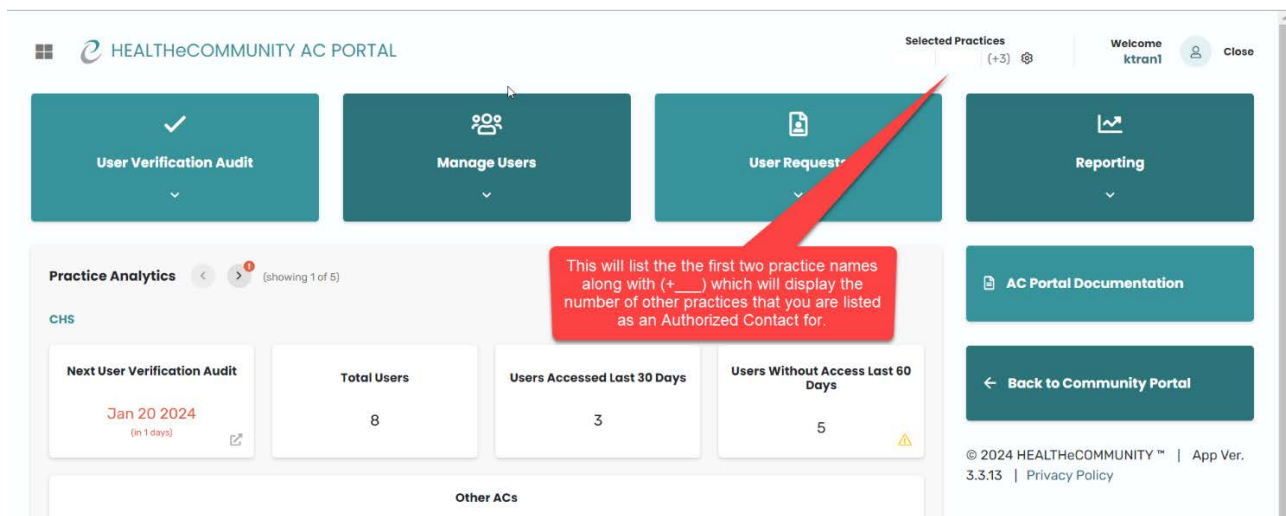 HEALTHeCOMMUNITY AC PORTAL
Selected Practices
(+3)
Welcome
ktran1
Close
User Verification Audit
Manage Users
User Requests
Reporting
Practice Analytics
(showing 1 of 5)
This will list the the first two practice names
along with (+___) which will display the
number of other practices that you are listed
as an Authorized Contact for.
AC Portal Documentation
CHS
Next User Verification Audit
Jan 20 2024
(in 1 days)
Total Users
8
Users Accessed Last 30 Days
3
Users Without Access Last 60
Days
5
← Back to Community Portal
© 2024 HEALTHeCOMMUNITY ™ | App Ver.
3.3.13 | Privacy Policy
Other ACs